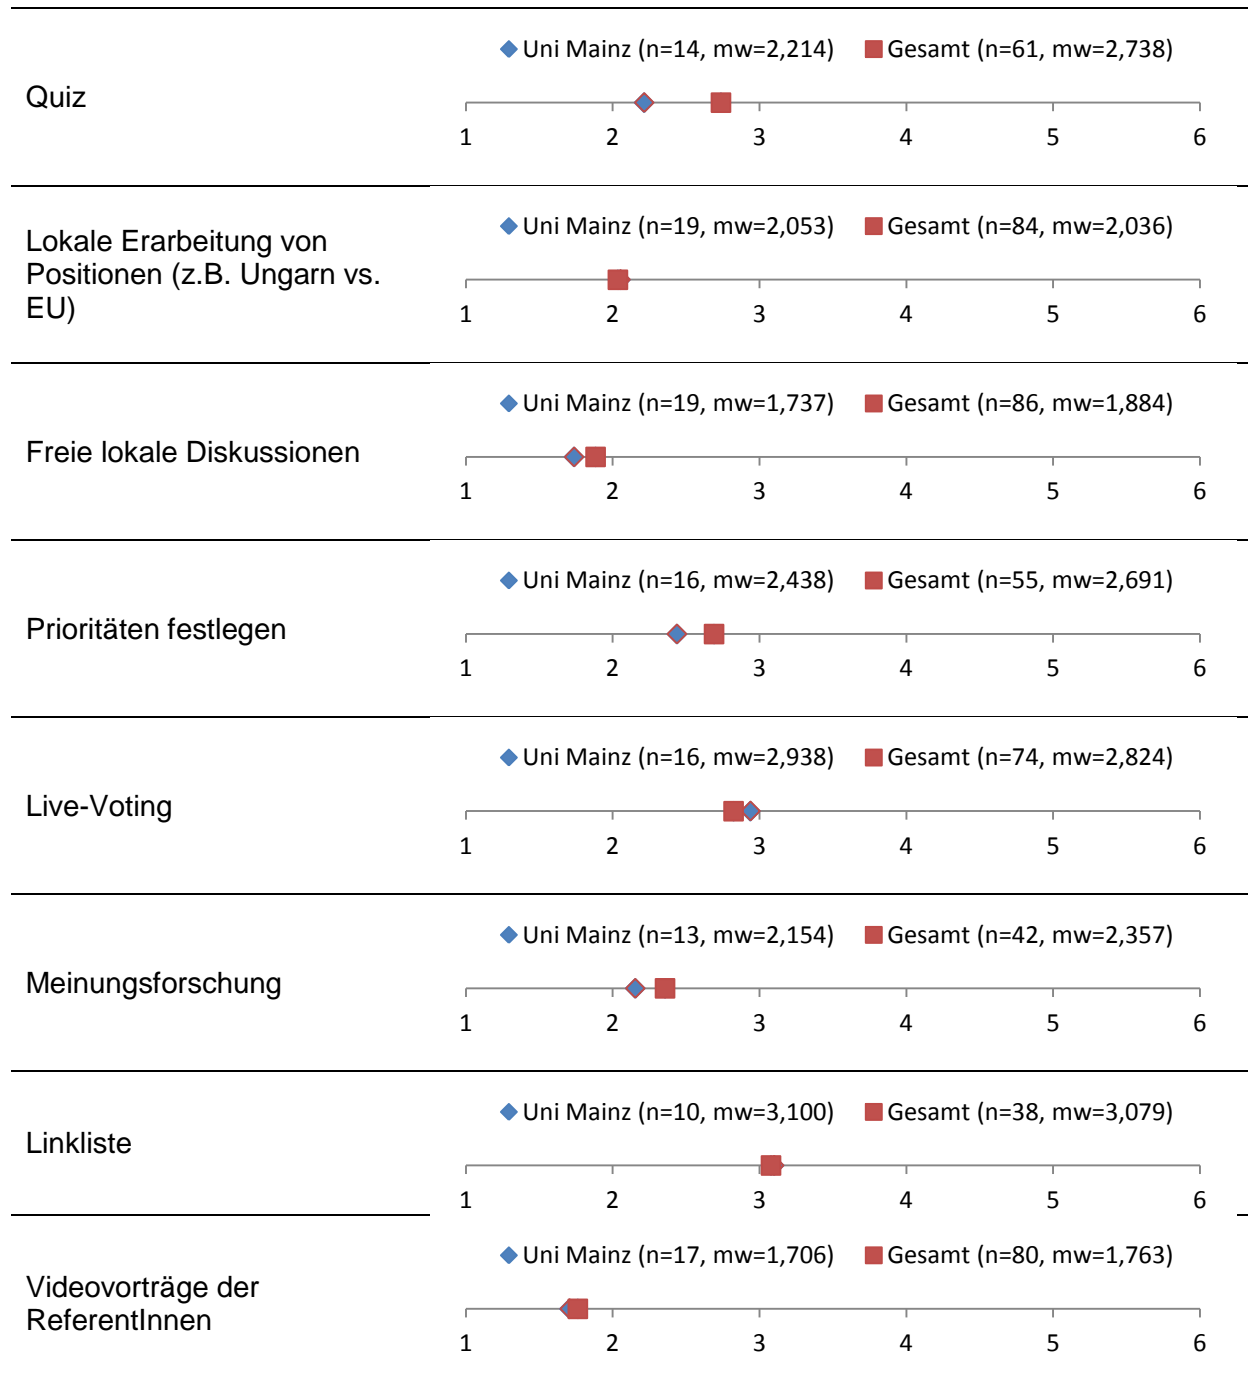 Uni Mainz (n=14, mw=2,214) Gesamt (n=61, mw=2,738)
Quiz
1 2 3 4 5 6
Uni Mainz (n=19, mw=2,053) Gesamt (n=84, mw=2,036)
Lokale Erarbeitung von
Positionen (z.B. Ungarn vs.
EU)
1 2 3 4 5 6
Uni Mainz (n=19, mw=1,737) Gesamt (n=86, mw=1,884)
Freie lokale Diskussionen
1 2 3 4 5 6
Uni Mainz (n=16, mw=2,438) Gesamt (n=55, mw=2,691)
Prioritäten festlegen
1 2 3 4 5 6
Uni Mainz (n=16, mw=2,938) Gesamt (n=74, mw=2,824)
Live-Voting
1 2 3 4 5 6
Uni Mainz (n=13, mw=2,154) Gesamt (n=42, mw=2,357)
Meinungsforschung
1 2 3 4 5 6
Uni Mainz (n=10, mw=3,100) Gesamt (n=38, mw=3,079)
Linkliste
1 2 3 4 5 6
Uni Mainz (n=17, mw=1,706) Gesamt (n=80, mw=1,763)
Videovorträge der
ReferentInnen
1 2 3 4 5 6